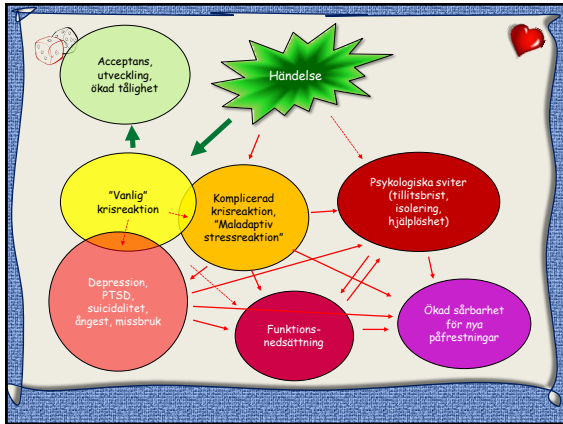 Acceptans,
utveckling,
ökad tålighet
Händelse
"Vanlig"
krisreaktion
Komplicerad
krisreaktion,
"Maladaptiv
stressreaktion"
Psykologiska sviter
(tillitsbrist,
isolering,
hjälplöshet)
Depression,
PTSD,
suicidalitet,
ångest, missbruk
Funktions-
nedsättning
Ökad sårbarhet
för nya
påfrestningar